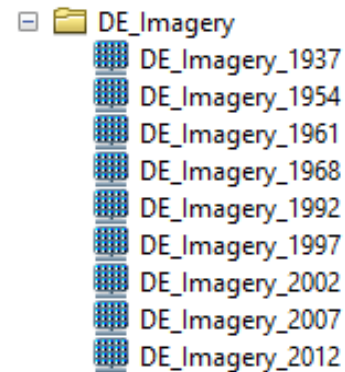 DE_Imagery
DE_Imagery_1937
DE_Imagery_1954
DE_Imagery_1961
DE_Imagery_1968
DE_Imagery_1992
DE_Imagery_1997
DE_Imagery_2002
DE_Imagery_2007
DE_Imagery_2012